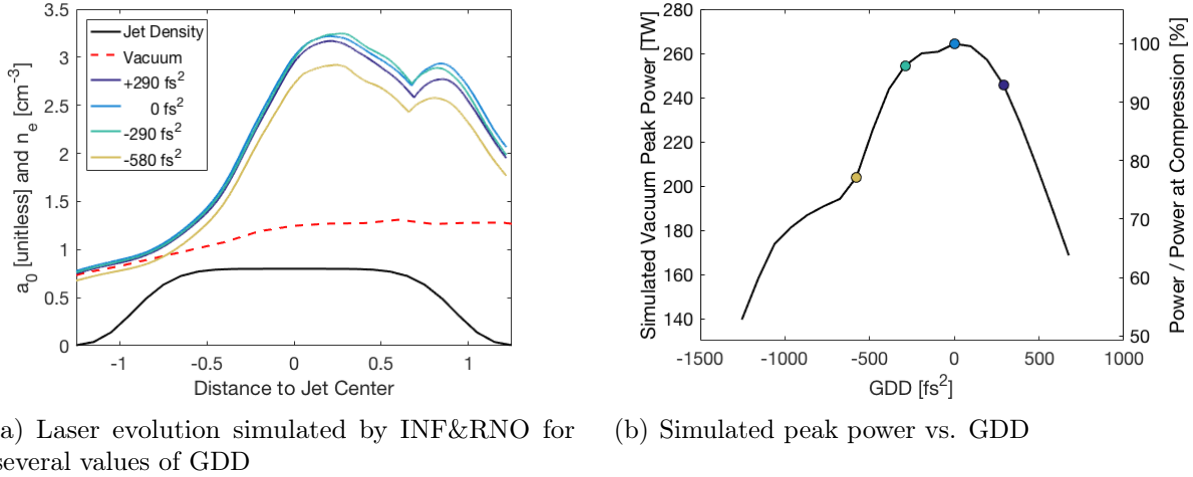 a₀ [unitless] and nₑ [cm⁻³]
3.5
3
2.5
2
1.5
1
0.5
0
Jet Density
Vacuum
+290 fs²
0 fs²
-290 fs²
-580 fs²
-1
-0.5
0
0.5
1
Distance to Jet Center
Simulated Vacuum Peak Power [TW]
280
260
240
220
200
180
160
140
-1500
-1000
-500
0
500
1000
GDD [fs²]
100
90
80
70
60
50
Power / Power at Compression [%]
a) Laser evolution simulated by INF&RNO for
several values of GDD
(b) Simulated peak power vs. GDD